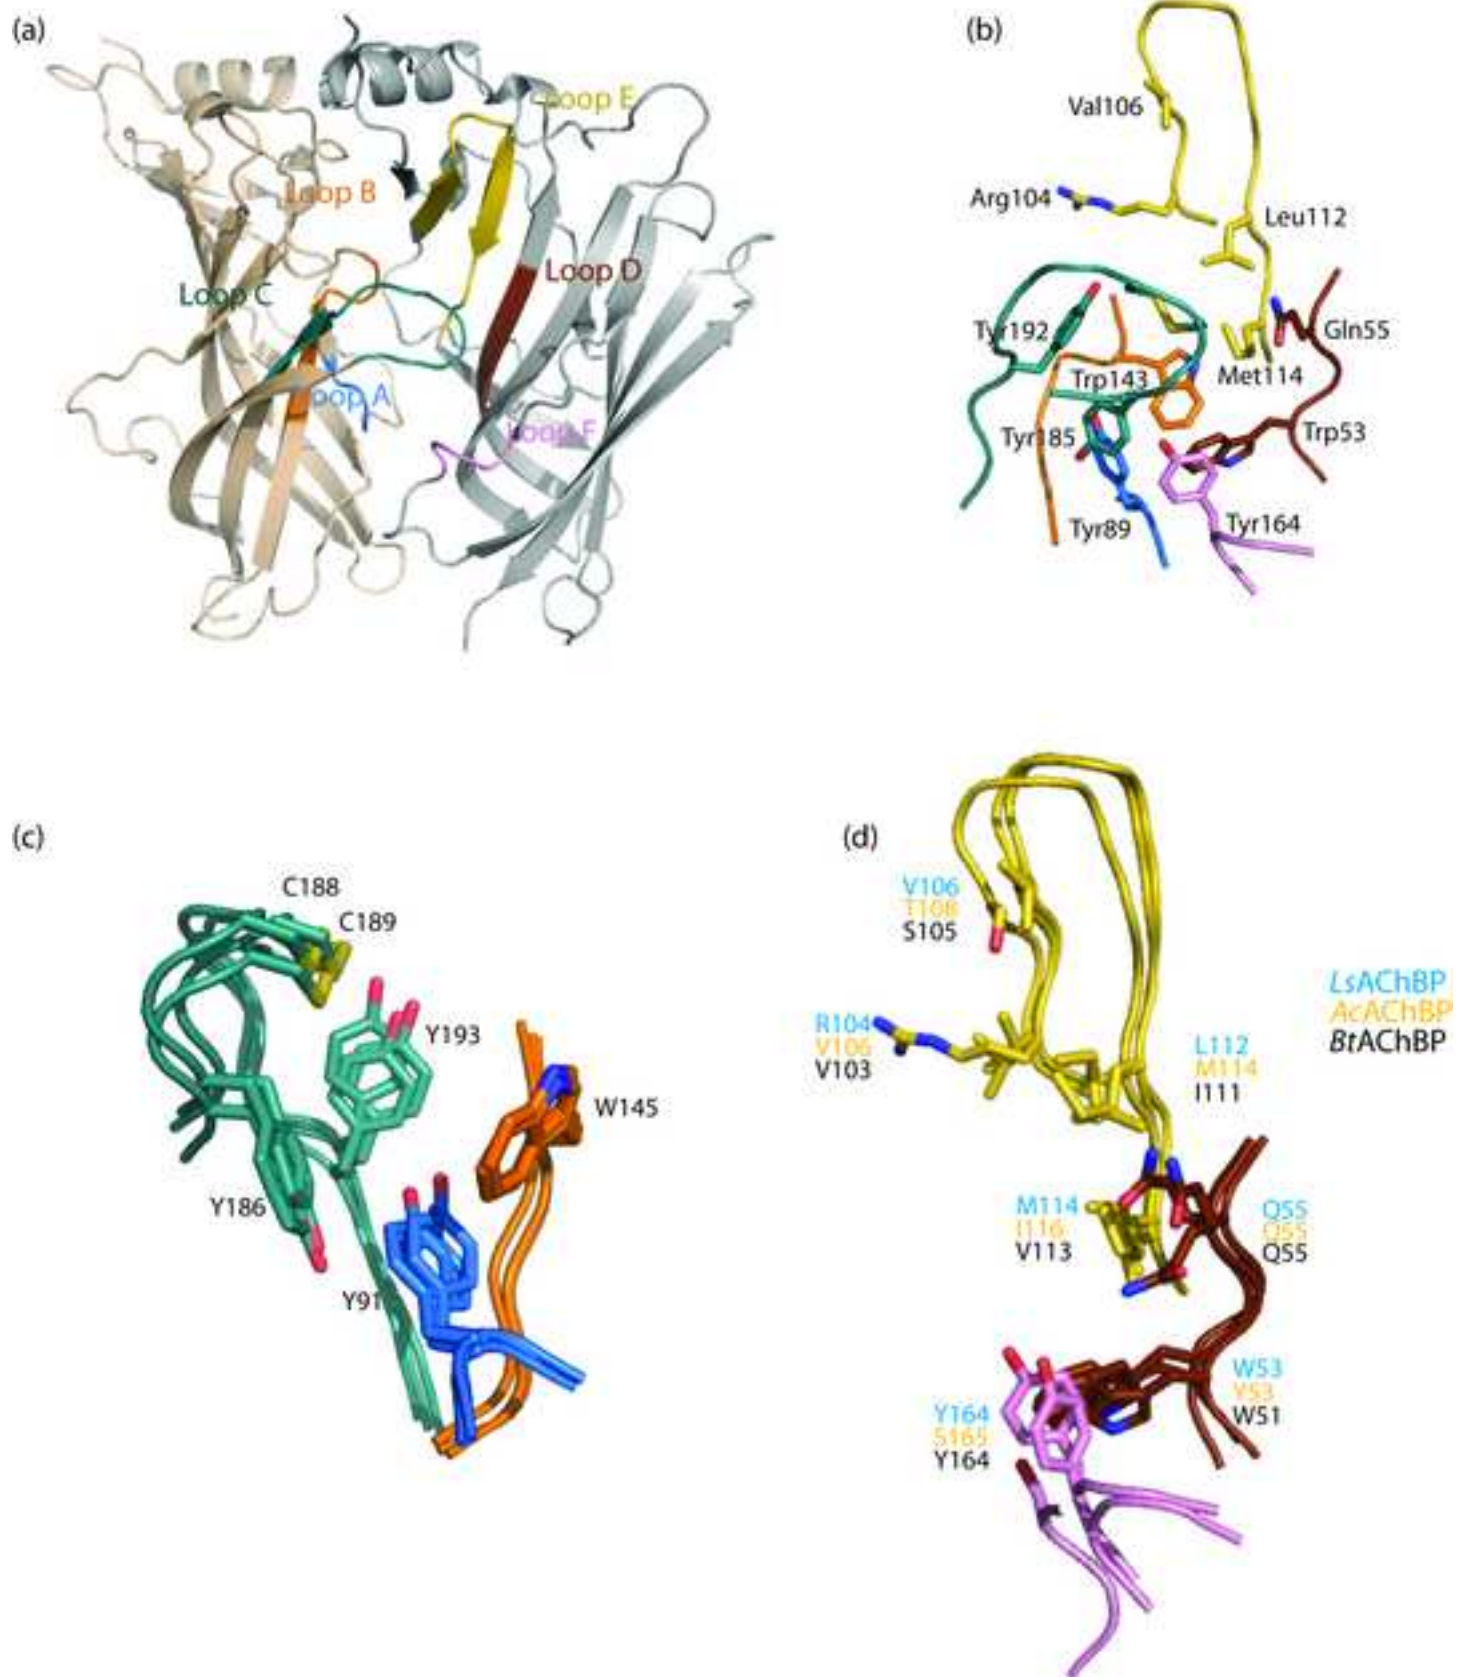 (a)
Loop E
Loop B
Loop D
Loop C
Loop A
Loop F
(b)
Val106
Arg104
Leu112
Tyr192
Gln55
Trp143
Met114
Tyr185
Trp53
Tyr89
Tyr164
(c)
C188
C189
Y193
W145
Y186
Y91
(d)
V106
T108
S105
LsAChBP
AcAChBP
BtAChBP
R104
V106
V103
L112
M114
I111
M114
I116
V113
Q55
Q55
Q55
W53
Y53
W51
Y164
S165
Y164